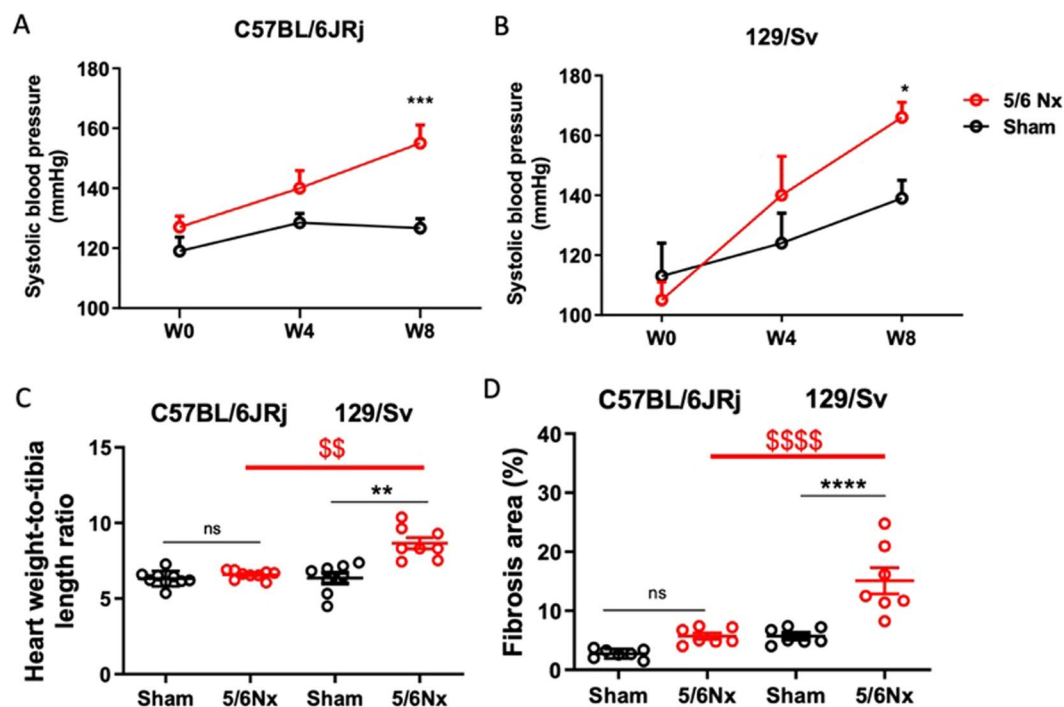 A
C57BL/6JRj
Systolic blood pressure
(mmHg)
180
160
140
120
100
***
W0
W4
W8
B
129/Sv
Systolic blood pressure
(mmHg)
180
160
140
120
100
*
W0
W4
W8
5/6 Nx
Sham
C
C57BL/6JRj
129/Sv
Heart weight-to-tibia
length ratio
15
10
5
0
$$
**
ns
Sham
5/6Nx
Sham
5/6Nx
D
C57BL/6JRj
129/Sv
Fibrosis area (%)
40
30
20
10
0
$$$$
****
ns
Sham
5/6Nx
Sham
5/6Nx